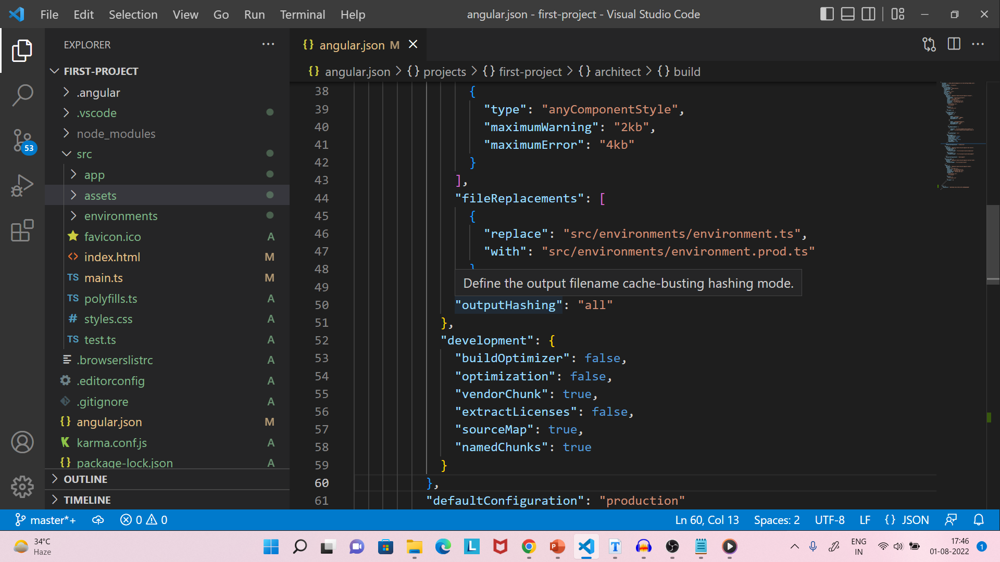 File Edit Selection View Go Run Terminal Help
angular.json - first-project - Visual Studio Code
EXPLORER
FIRST-PROJECT
.angular
.vscode
node_modules
src
app
assets
environments
favicon.ico A
index.html M
TS main.ts M
TS polyfills.ts A
# styles.css A
TS test.ts A
.browserslistrc A
.editorconfig A
.gitignore A
{} angular.json M
karma.conf.js A
{} package-lock.json A
OUTLINE
TIMELINE
53
{} angular.json M
{} angular.json > {} projects > {} first-project > {} architect > {} build
38 {
39 "type": "anyComponentStyle",
40 "maximumWarning": "2kb",
41 "maximumError": "4kb"
42 }
43 ],
44 "fileReplacements": [
45 {
46 "replace": "src/environments/environment.ts",
47 "with": "src/environments/environment.prod.ts"
48 }
49
Define the output filename cache-busting hashing mode.
50 "outputHashing": "all"
51 },
52 "development": {
53 "buildOptimizer": false,
54 "optimization": false,
55 "vendorChunk": true,
56 "extractLicenses": false,
57 "sourceMap": true,
58 "namedChunks": true
59 }
60 },
61 "defaultConfiguration": "production"
master*+ 0 0
Ln 60, Col 13 Spaces: 2 UTF-8 LF {} JSON
34°C
Haze
ENG
IN
17:46
01-08-2022
1